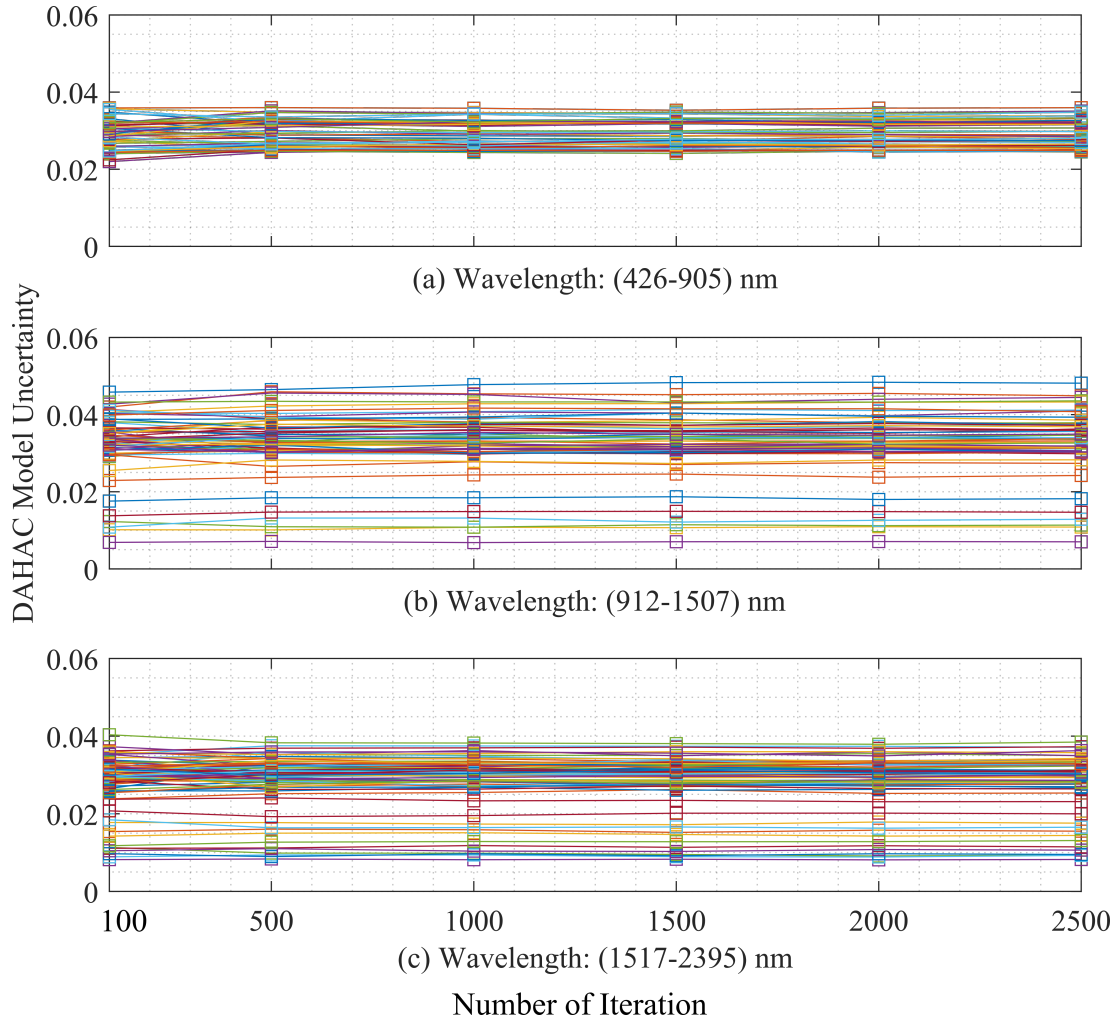 0.06
0.04
0.02
0
(a) Wavelength: (426-905) nm
DAHAC Model Uncertainty
0.06
0.04
0.02
0
(b) Wavelength: (912-1507) nm
0.06
0.04
0.02
0
100 500 1000 1500 2000 2500
(c) Wavelength: (1517-2395) nm
Number of Iteration